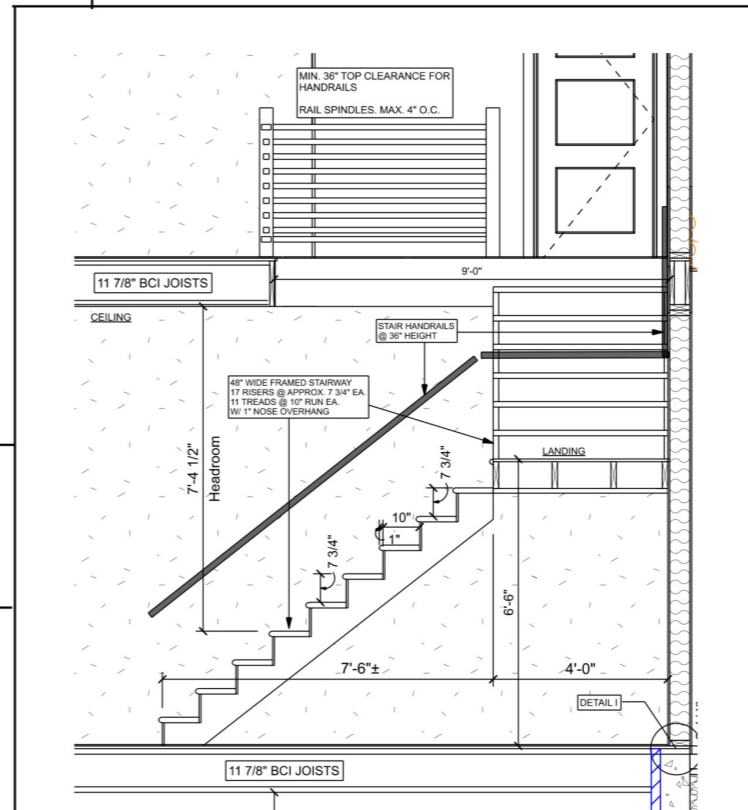 MIN. 36" TOP CLEARANCE FOR
HANDRAILS
RAIL SPINDLES. MAX. 4" O.C.
9'-0"
11 7/8" BCI JOISTS
CEILING
STAIR HANDRAILS
@ 36" HEIGHT
48" WIDE FRAMED STAIRWAY
17 RISERS @ APPROX. 7 3/4" EA.
11 TREADS @ 10" RUN EA.
W/ 1" NOSE OVERHANG
7'-4 1/2"
Headroom
LANDING
7 3/4"
10"
1"
7 3/4"
6'-6"
7'-6"±
4'-0"
DETAIL I
11 7/8" BCI JOISTS